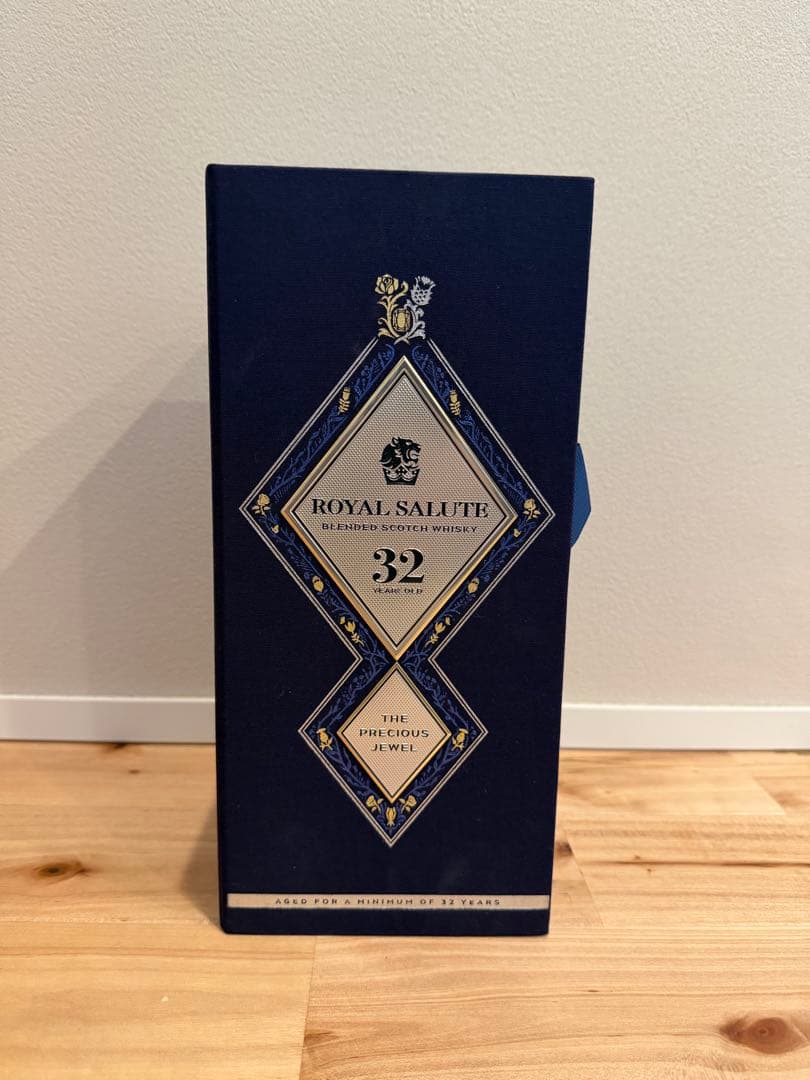 ROYAL SALUTE
BLENDED SCOTCH WHISKY
32
YEARS OLD
THE
PRECIOUS
JEWEL
AGED FOR A MINIMUM OF 32 YEARS